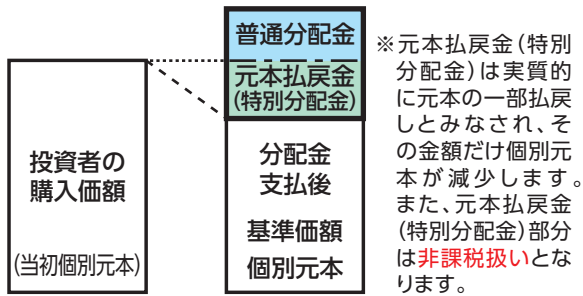 投資者の
購入価額
(当初個別元本)
普通分配金
元本払戻金
(特別分配金)
分配金
支払後
基準価額
個別元本
※元本払戻金(特別
分配金)は実質的
に元本の一部払戻
しとみなされ、そ
の金額だけ個別元
本が減少します。
また、元本払戻金
(特別分配金)部分
は非課税扱いとな
ります。